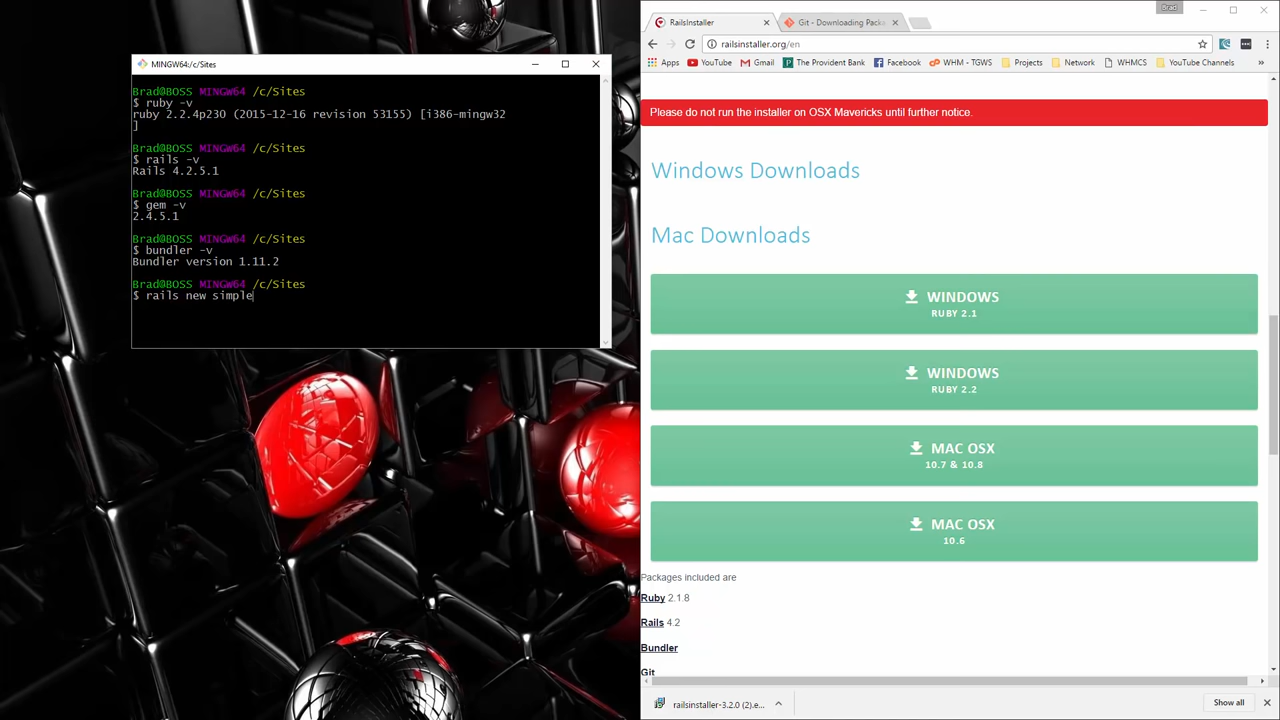 MINGW64:/c/Sites
Brad@BOSS MINGW64 /c/Sites
$ ruby -v
ruby 2.2.4p230 (2015-12-16 revision 53155) [i386-mingw32
]
Brad@BOSS MINGW64 /c/Sites
$ rails -v
Rails 4.2.5.1
Brad@BOSS MINGW64 /c/Sites
$ gem -v
2.4.5.1
Brad@BOSS MINGW64 /c/Sites
$ bundler -v
Bundler version 1.11.2
Brad@BOSS MINGW64 /c/Sites
$ rails new simple
Brad
RailsInstaller
Git - Downloading Pack
railsinstaller.org/en
Apps YouTube Gmail The Provident Bank Facebook WHM - TGWS Projects Network WHMCS YouTube Channels »
Please do not run the installer on OSX Mavericks until further notice.
Windows Downloads
Mac Downloads
WINDOWS
RUBY 2.1
WINDOWS
RUBY 2.2
MAC OSX
10.7 & 10.8
MAC OSX
10.6
Packages included are
Ruby 2.1.8
Rails 4.2
Bundler
Git
railsinstaller-3.2.0 (2).e...
Show all